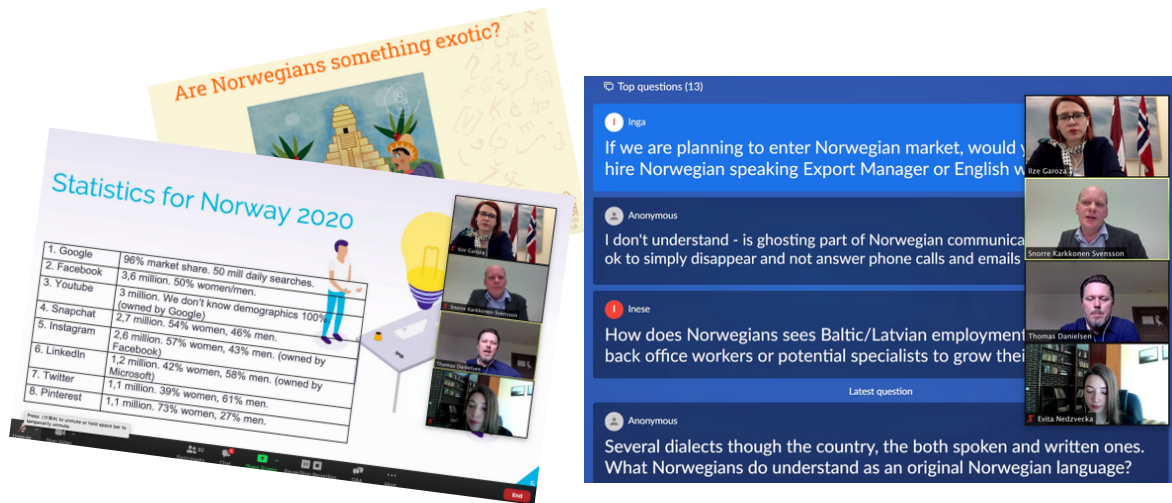 Are Norwegians something exotic?
Statistics for Norway 2020
1. Google
96% market share. 50 mill daily searches.
2. Facebook
3,6 million. 50% women/men.
3. Youtube
3 million. We don't know demographics 100%
(owned by Google)
4. Snapchat
2,7 million. 54% women, 46% men.
5. Instagram
2,6 million. 57% women, 43% men. (owned by
Facebook)
6. LinkedIn
1,2 million. 42% women, 58% men. (owned by
Microsoft)
7. Twitter
1,1 million. 39% women, 61% men.
8. Pinterest
1,1 million. 73% women, 27% men.
Ilze Garoza
Snorre Karkkonen Svensson
Thomas Danielsen
to unmute or hold space bar to
temporarily unmute.
End
Top questions (13)
Inga
If we are planning to enter Norwegian market, would
hire Norwegian speaking Export Manager or English
Anonymous
I don't understand - is ghosting part of Norwegian
ok to simply disappear and not answer phone calls and emails
Inese
How does Norwegians sees Baltic/Latvian
back office workers or potential specialists to grow
Latest question
Anonymous
Several dialects though the country, the both spoken and written ones.
What Norwegians do understand as an original Norwegian language?
Ilze Garoza
Snorre Karkkonen Svensson
Thomas Danielsen
Evita Nedzvecka